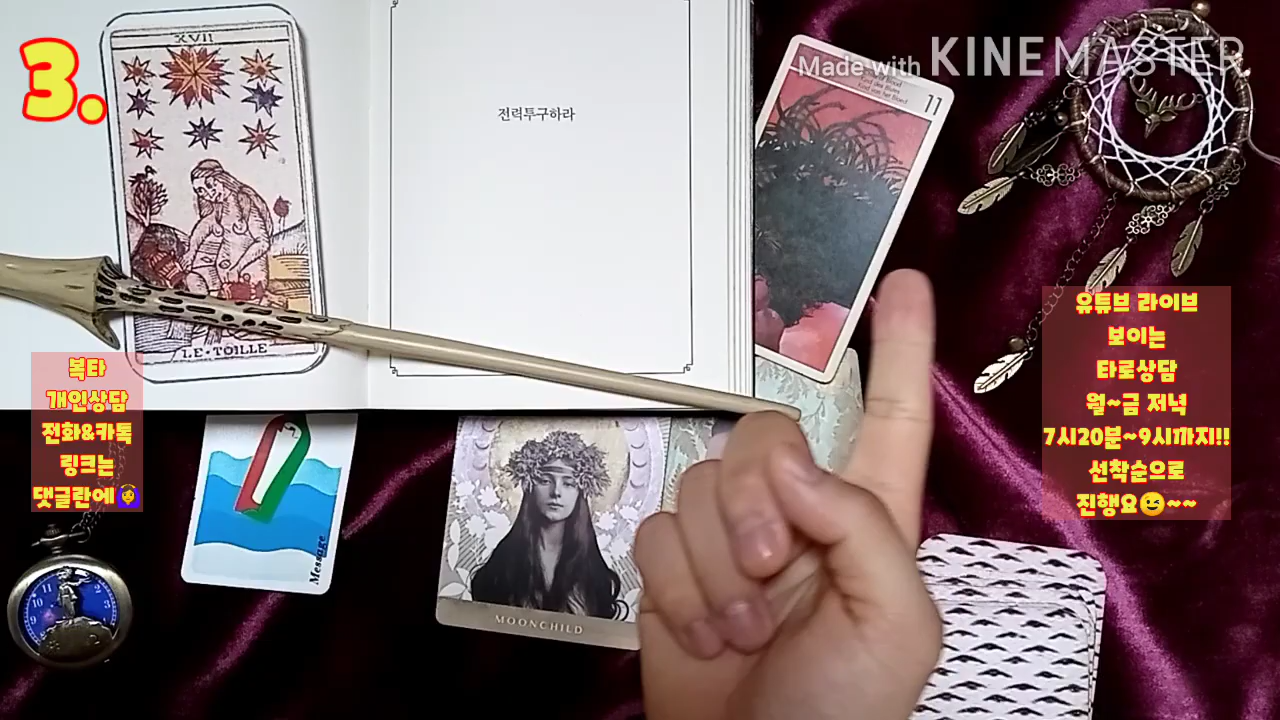 3.
XVII
LE·TOILLE
전력투구하라
Made with KINEMASTER
11
유튜브 라이브
보이는
타로상담
월~금 저녁
7시20분~9시까지!!
선착순으로
진행요😉~~
복타
개인상담
전화&카톡
링크는
댓글란에🙆‍♀️
Message
MOONCHILD